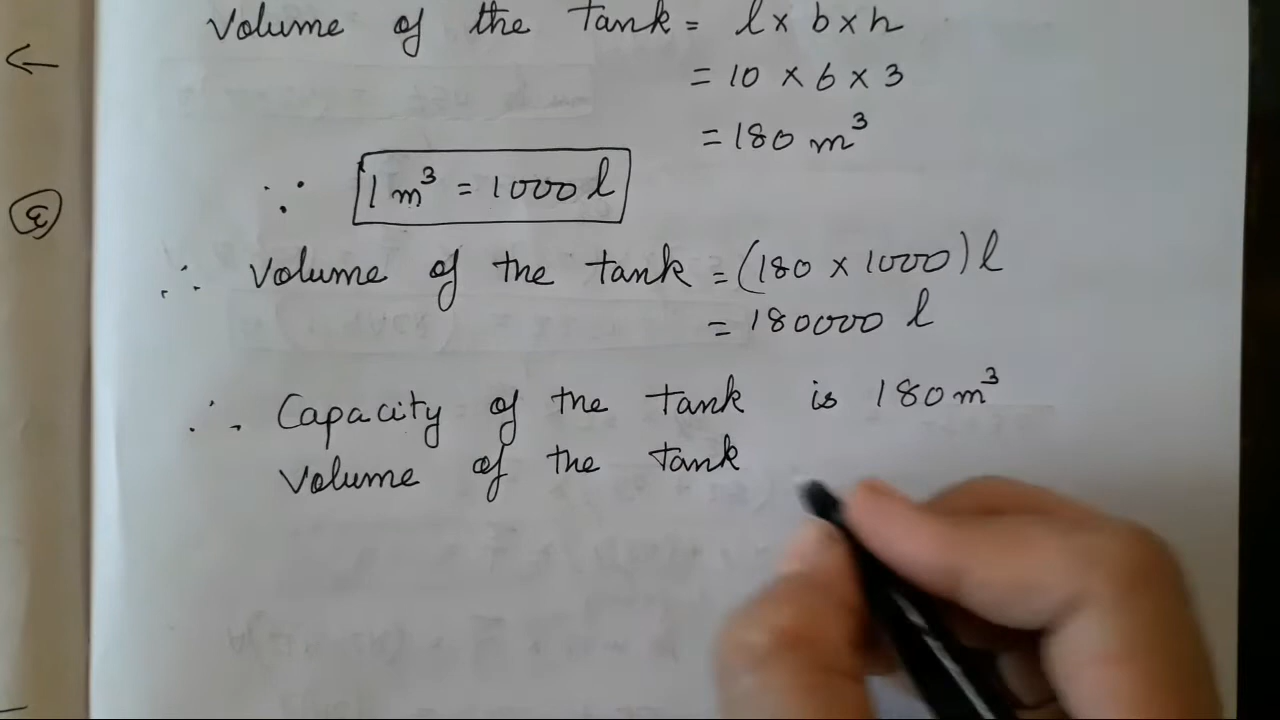 Volume of the Tank = l × b × h
= 10 × 6 × 3
= 180 m³
∵ 1 m³ = 1000 l
∴ Volume of the tank = (180 × 1000) l
= 180000 l
∴ Capacity of the tank is 180 m³
Volume of the tank